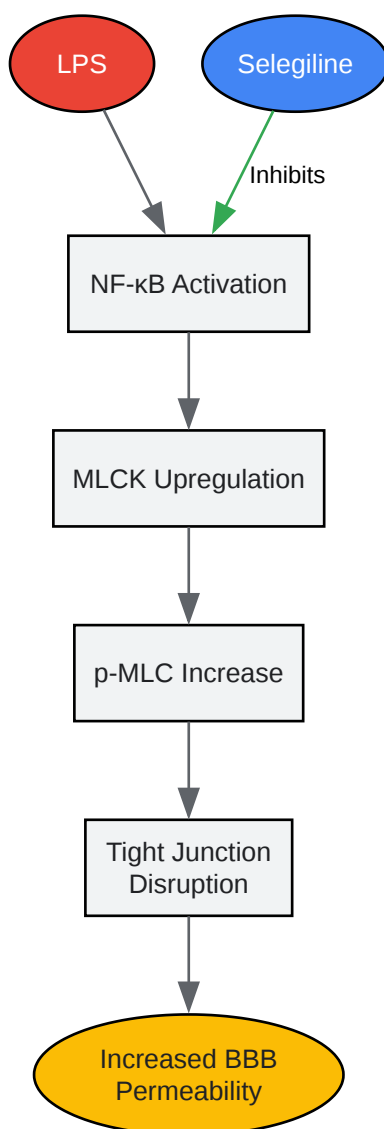 LPS
Selegiline
Inhibits
NF-κB Activation
MLCK Upregulation
p-MLC Increase
Tight Junction
Disruption
Increased BBB
Permeability